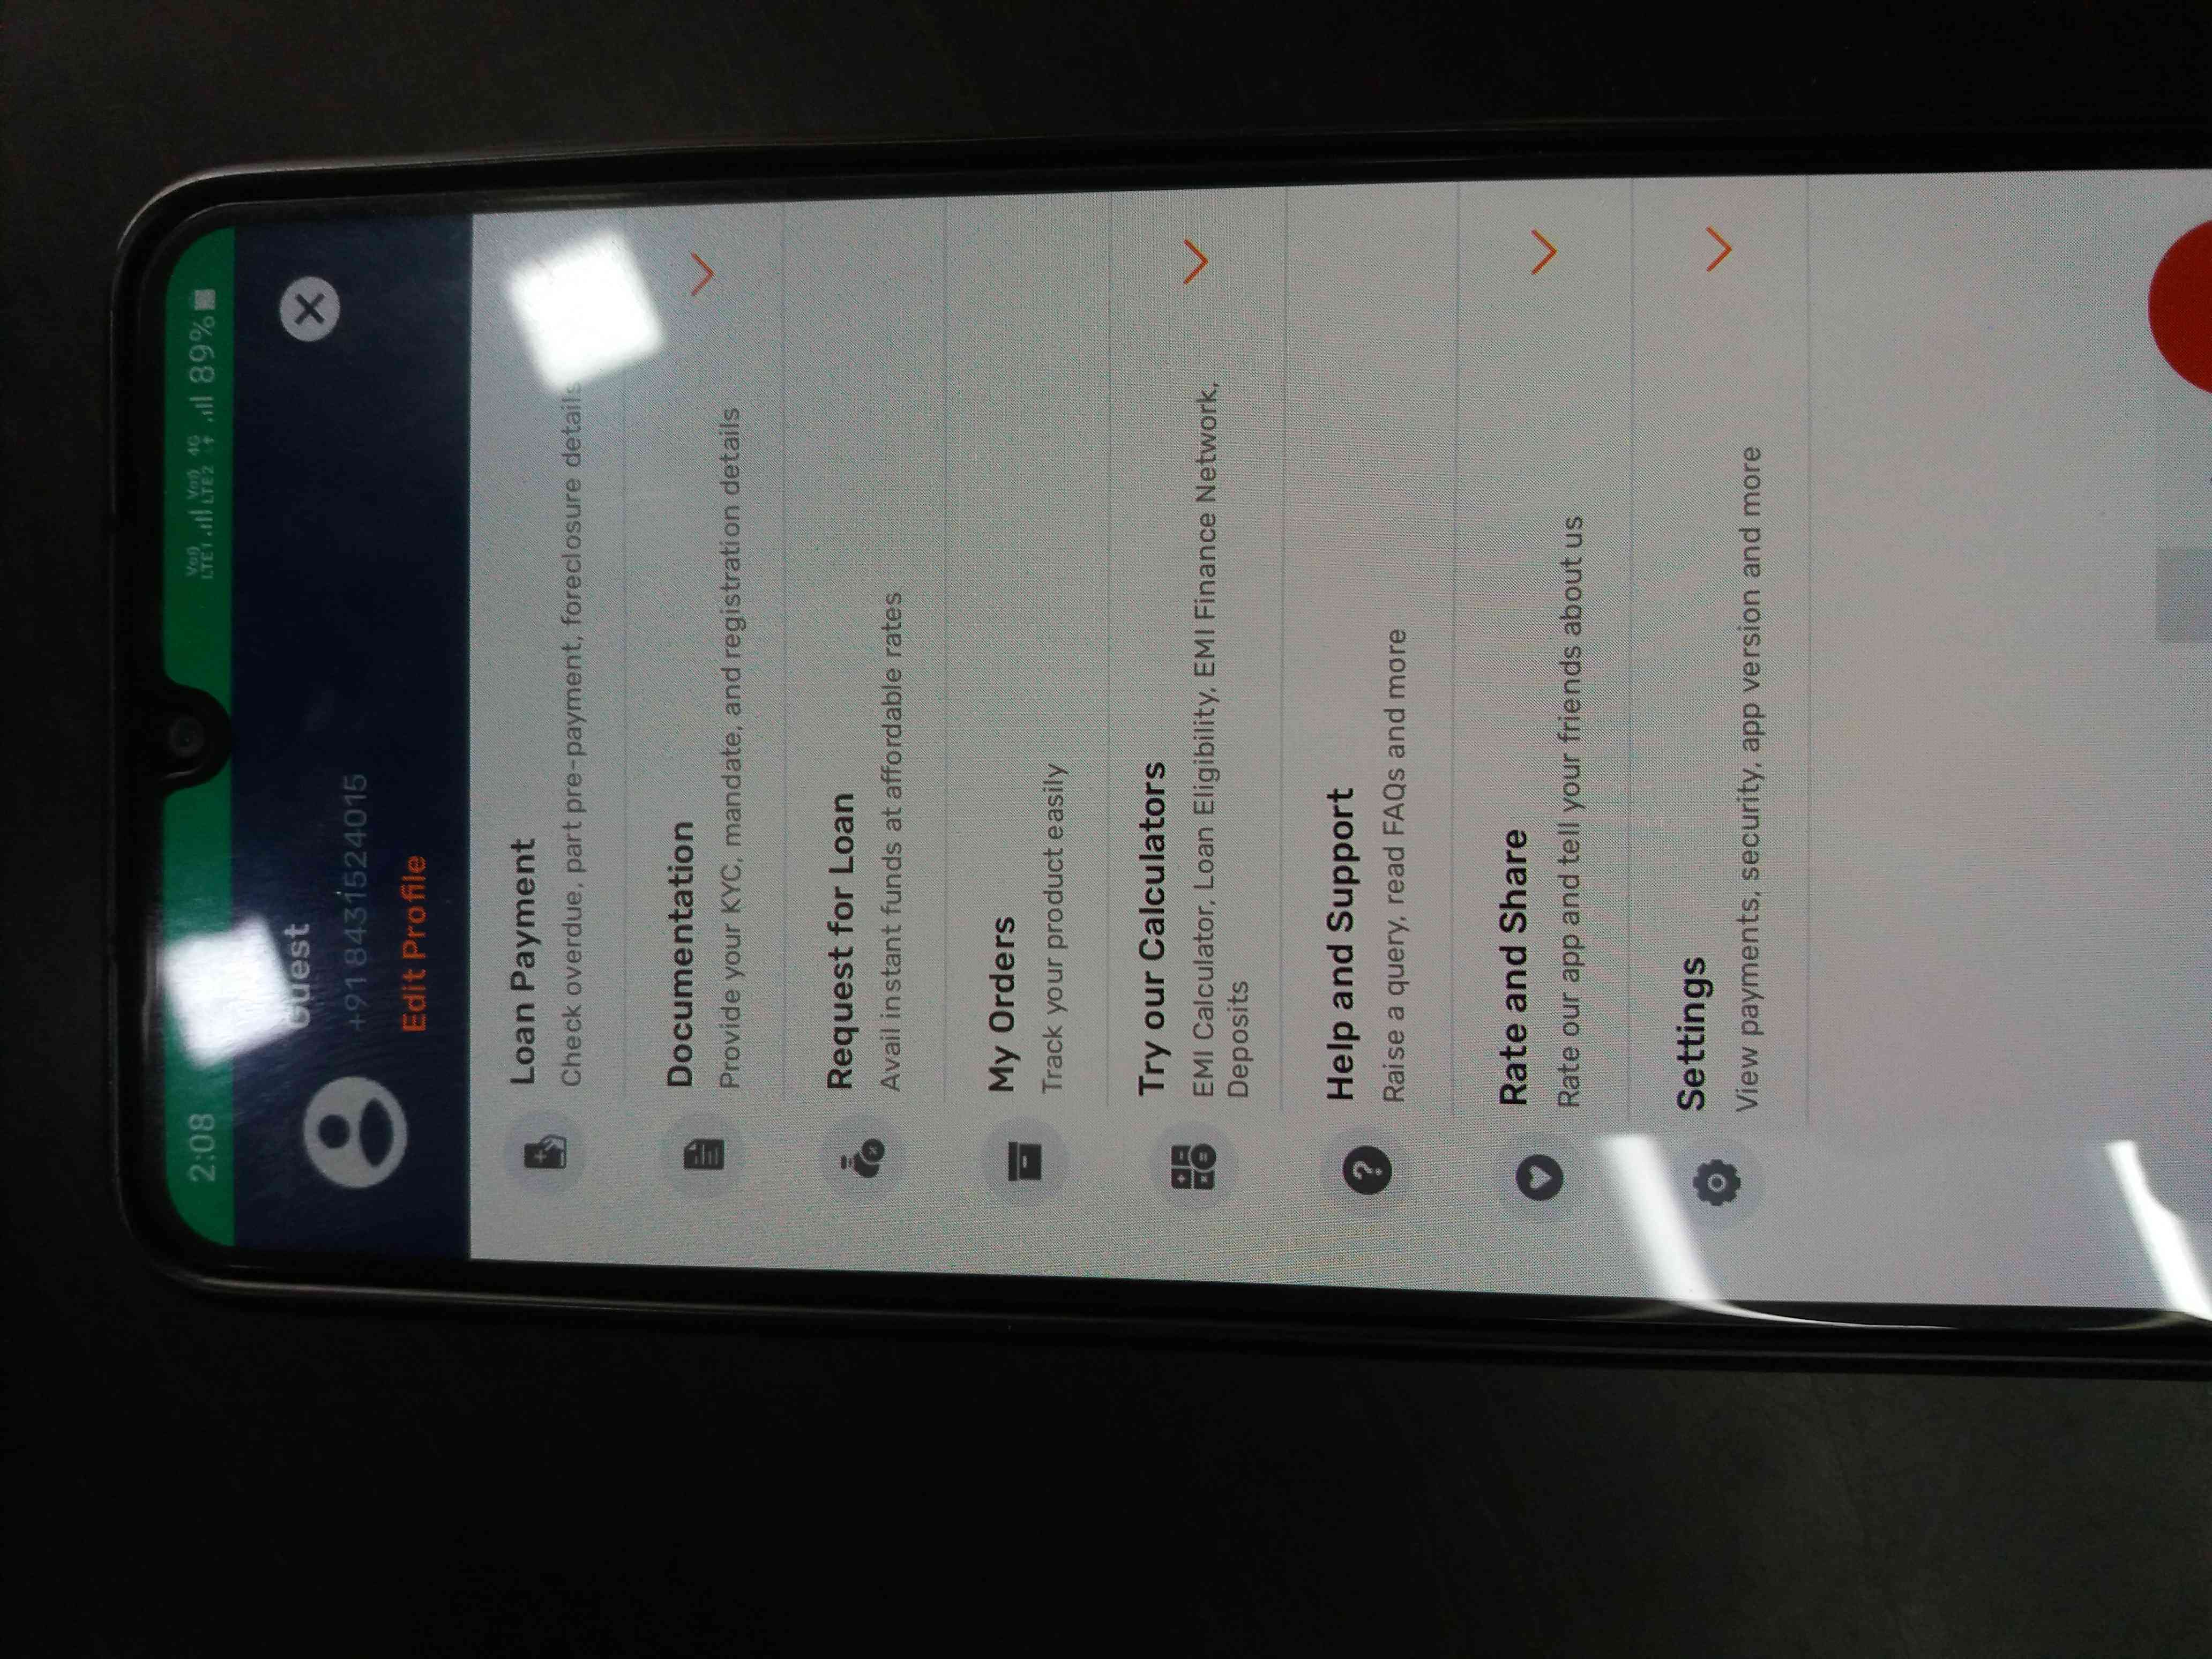 2:08
Vo)) LTE1 Vo)) LTE2 4G 89%
Guest
+918431524015
Edit Profile
Loan Payment
Check overdue, part pre-payment, foreclosure details
Documentation
Provide your KYC, mandate, and registration details
Request for Loan
Avail instant funds at affordable rates
My Orders
Track your product easily
Try our Calculators
EMI Calculator, Loan Eligibility, EMI Finance Network,
Deposits
Help and Support
Raise a query, read FAQs and more
Rate and Share
Rate our app and tell your friends about us
Settings
View payments, security, app version and more